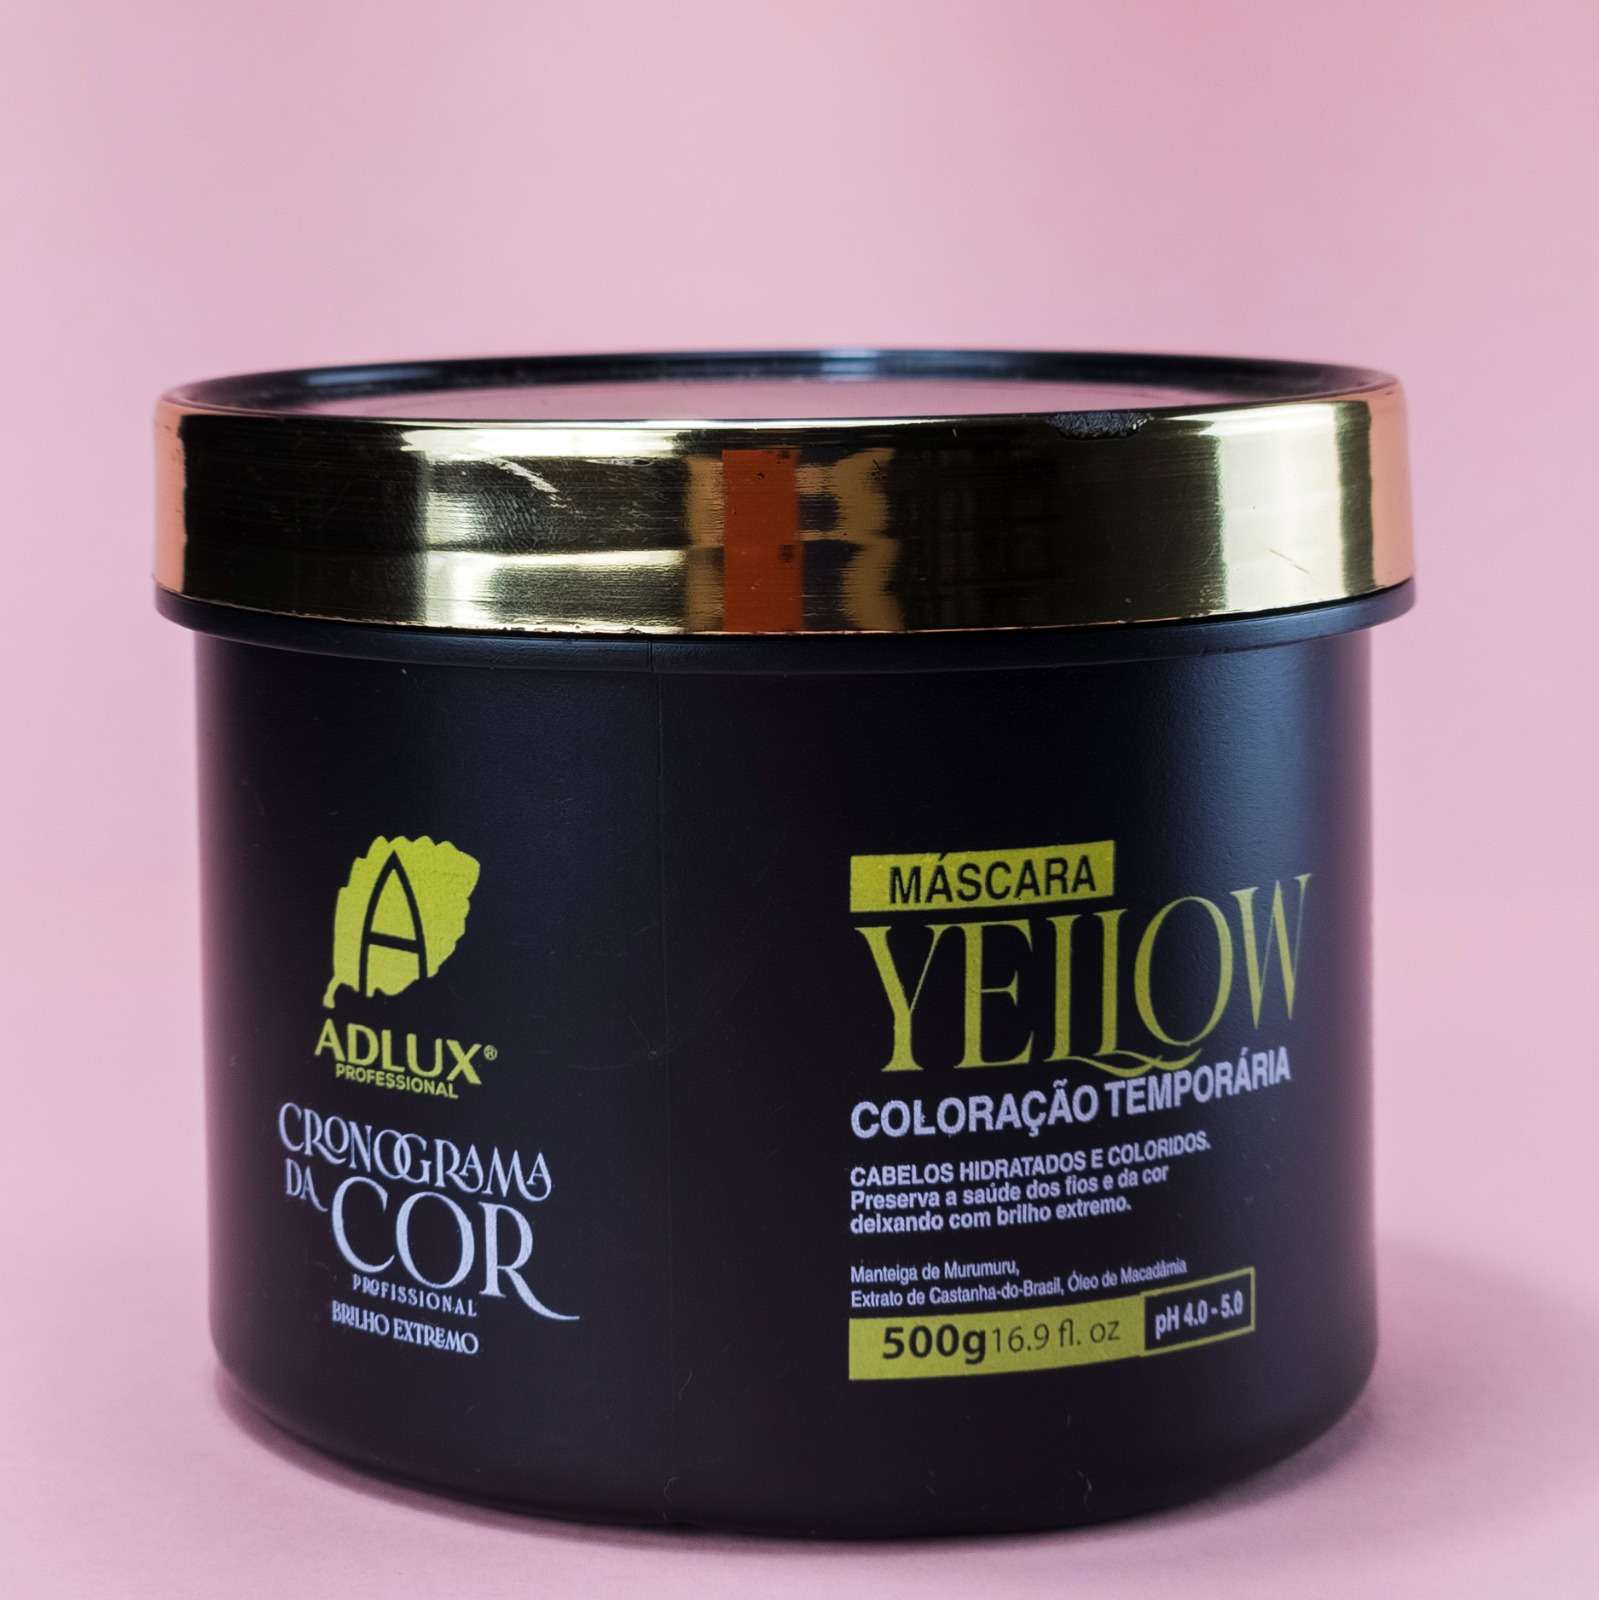 A
ADLUX®
PROFESSIONAL
CRONOGRAMA
DA COR
PROFISSIONAL
BRILHO EXTREMO
MÁSCARA
YELLOW
COLORAÇÃO TEMPORÁRIA
CABELOS HIDRATADOS E COLORIDOS.
Preserva a saúde dos fios e da cor
deixando com brilho extremo.
Manteiga de Murumuru,
Extrato de Castanha-do-Brasil, Óleo de Macadâmia
500g 16.9 fl. oz pH 4.0 - 5.0